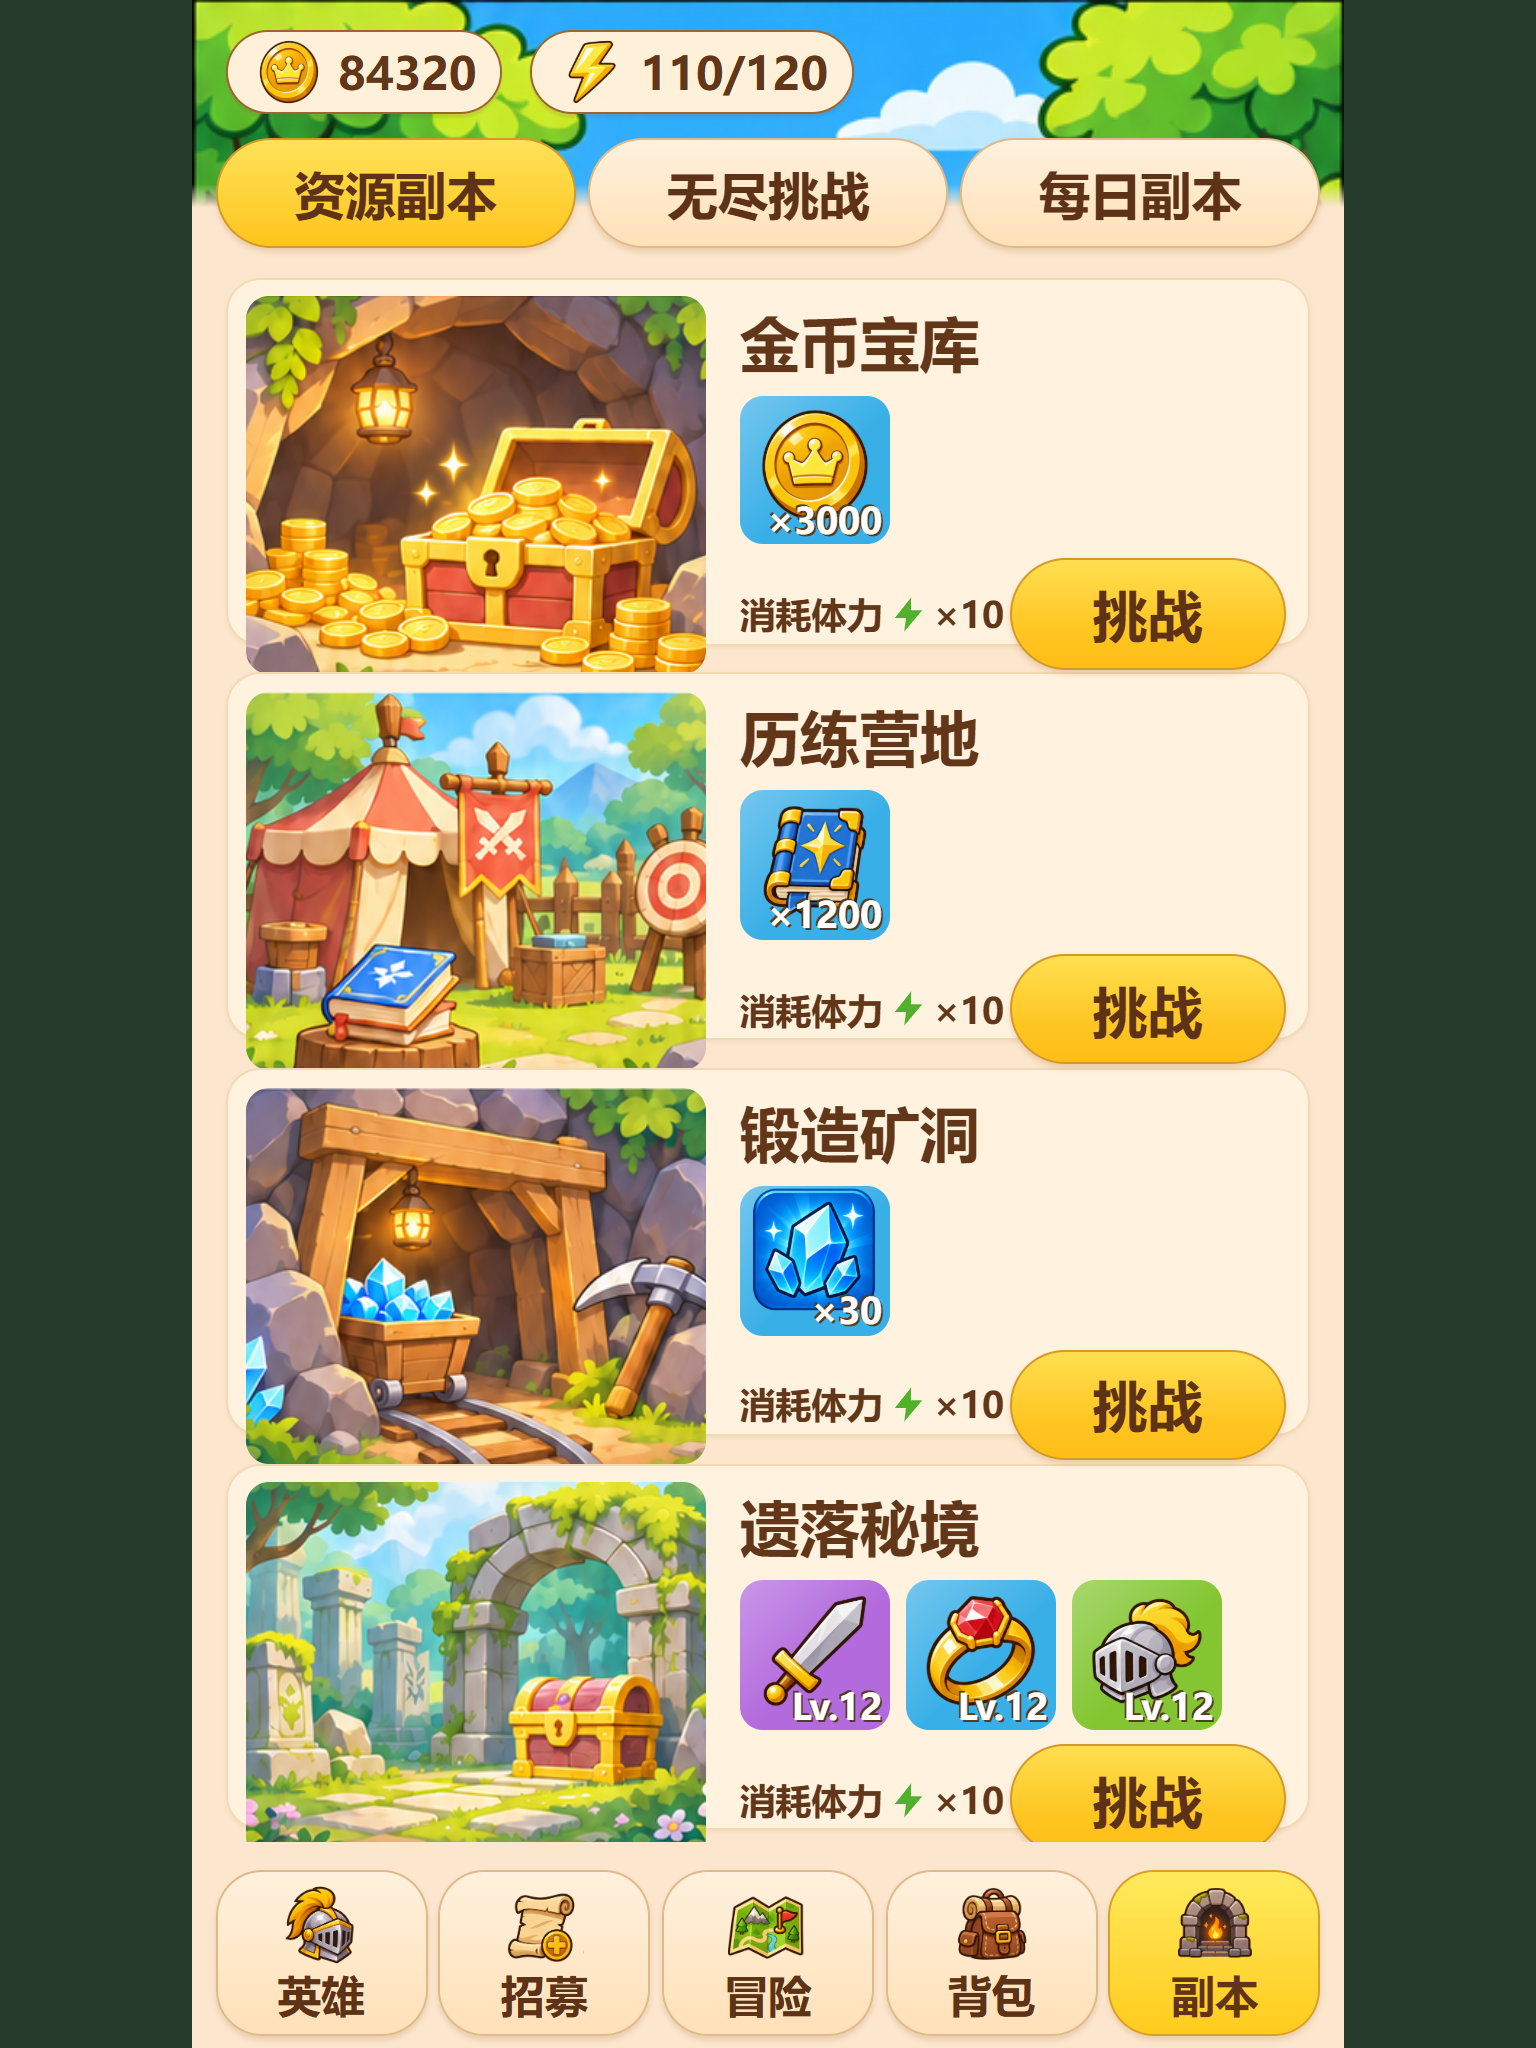 84320
110/120
资源副本
无尽挑战
每日副本
金币宝库
×3000
消耗体力 ×10
挑战
历练营地
×1200
消耗体力 ×10
挑战
锻造矿洞
×30
消耗体力 ×10
挑战
遗落秘境
Lv.12
Lv.12
Lv.12
消耗体力 ×10
挑战
英雄
招募
冒险
背包
副本